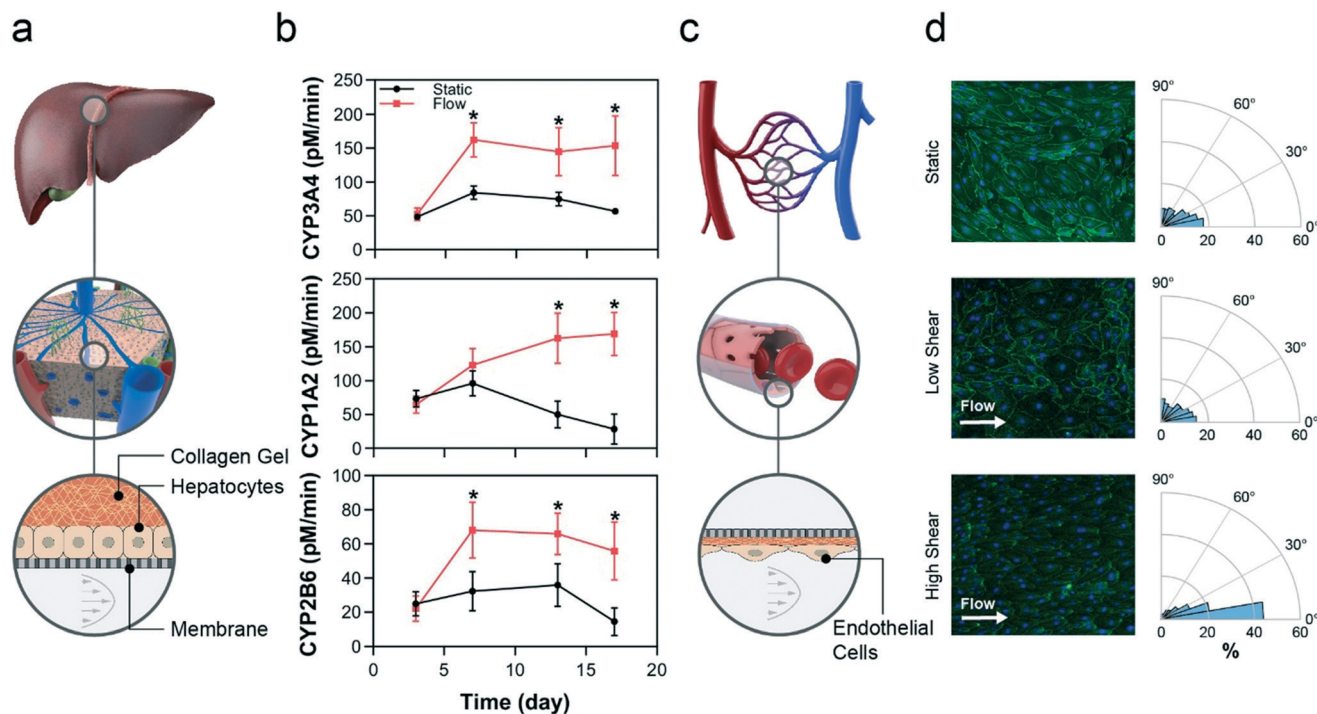 a
Collagen Gel
Hepatocytes
Membrane
b
CYP3A4 (pM/min)
250
200
150
100
50
0
Static
Flow
*
*
*
CYP1A2 (pM/min)
250
200
150
100
50
0
*
*
CYP2B6 (pM/min)
100
80
60
40
20
0
*
*
*
0
5
10
15
20
Time (day)
c
Endothelial
Cells
d
Static
90°
60°
30°
0°
0
20
40
60
Low Shear
Flow
90°
60°
30°
0°
0
20
40
60
High Shear
Flow
90°
60°
30°
0°
0
20
40
60
%